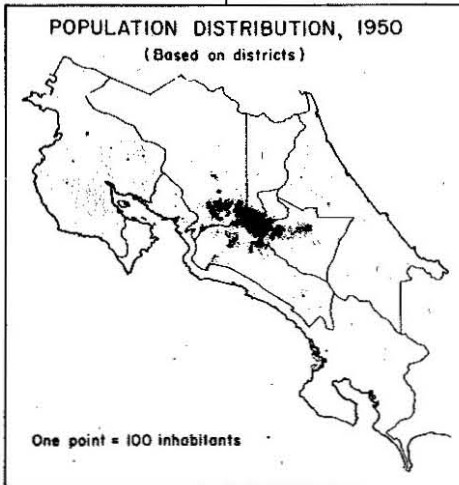 POPULATION DISTRIBUTION, 1950
(Based on districts)
One point = 100 inhabitants